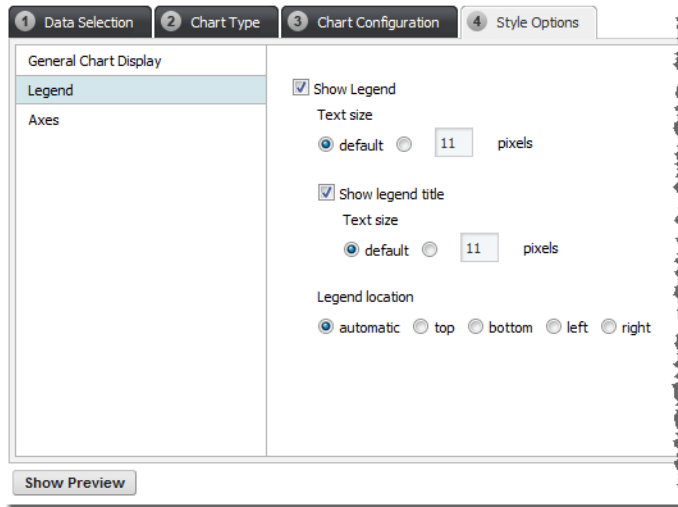 1 Data Selection 2 Chart Type 3 Chart Configuration 4 Style Options
General Chart Display
Legend
Axes
Show Legend
Text size
default 11 pixels
Show legend title
Text size
default 11 pixels
Legend location
automatic top bottom left right
Show Preview